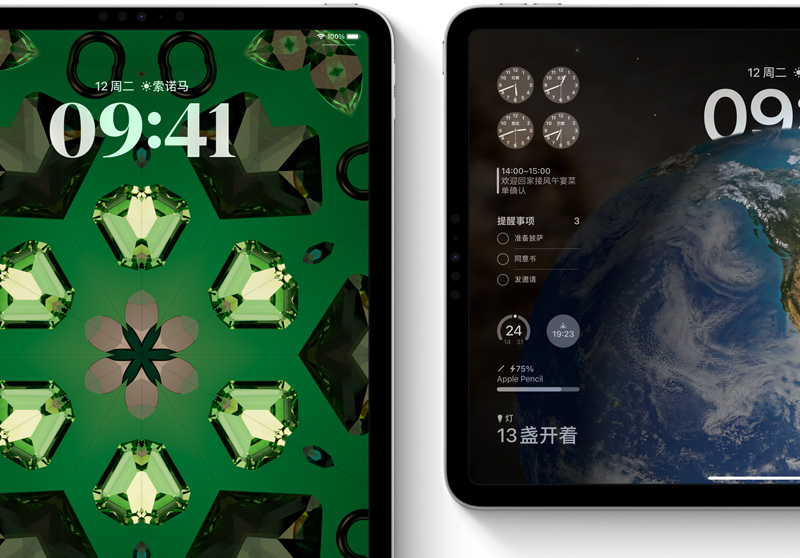 100%
12 周二 索诺马
09:41
12 周二
09:
14:00–15:00
欢迎回家接风午宴菜
单确认
提醒事项 3
准备披萨
同意书
发邀请
24
14 31
19:23
75%
Apple Pencil
灯
13 盏开着